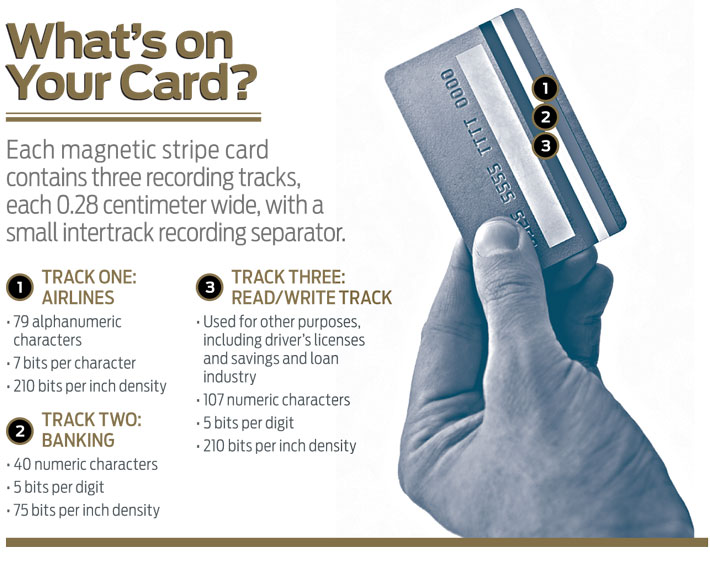 What's on
Your Card?
Each magnetic stripe card
contains three recording tracks,
each 0.28 centimeter wide, with a
small intertrack recording separator.
1 TRACK ONE:
AIRLINES
• 79 alphanumeric
characters
• 7 bits per character
• 210 bits per inch density
2 TRACK TWO:
BANKING
• 40 numeric characters
• 5 bits per digit
• 75 bits per inch density
3 TRACK THREE:
READ/WRITE TRACK
• Used for other purposes,
including driver's licenses
and savings and loan
industry
• 107 numeric characters
• 5 bits per digit
• 210 bits per inch density
1
2
3
0000 1111 5555